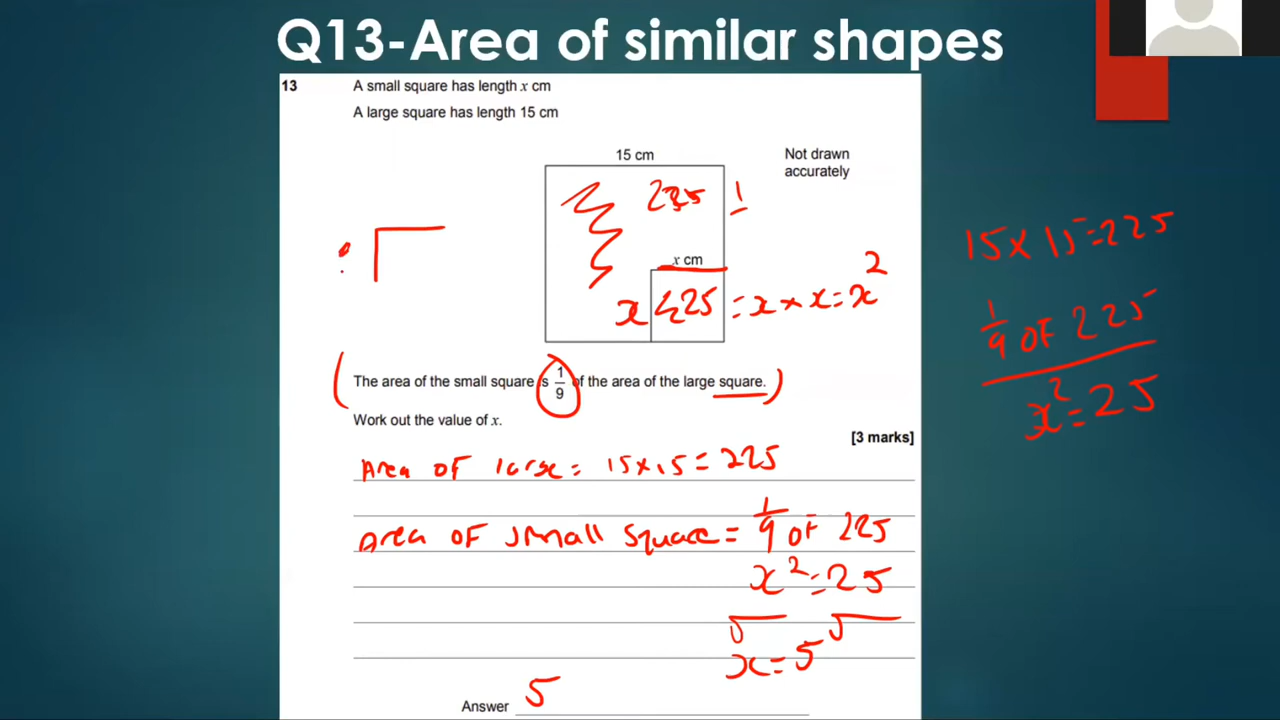 Q13-Area of similar shapes
13 A small square has length x cm
A large square has length 15 cm
15 cm
Not drawn
accurately
225 1
x cm
x 25 = x × x = x²
15 × 15 = 225
1/9 OF 225
x² = 25
The area of the small square is 1/9 of the area of the large square.
Work out the value of x.
[3 marks]
Area OF large = 15 × 15 = 225
Area OF small square = 1/9 OF 225
x² = 25
√ √
x = 5
Answer 5